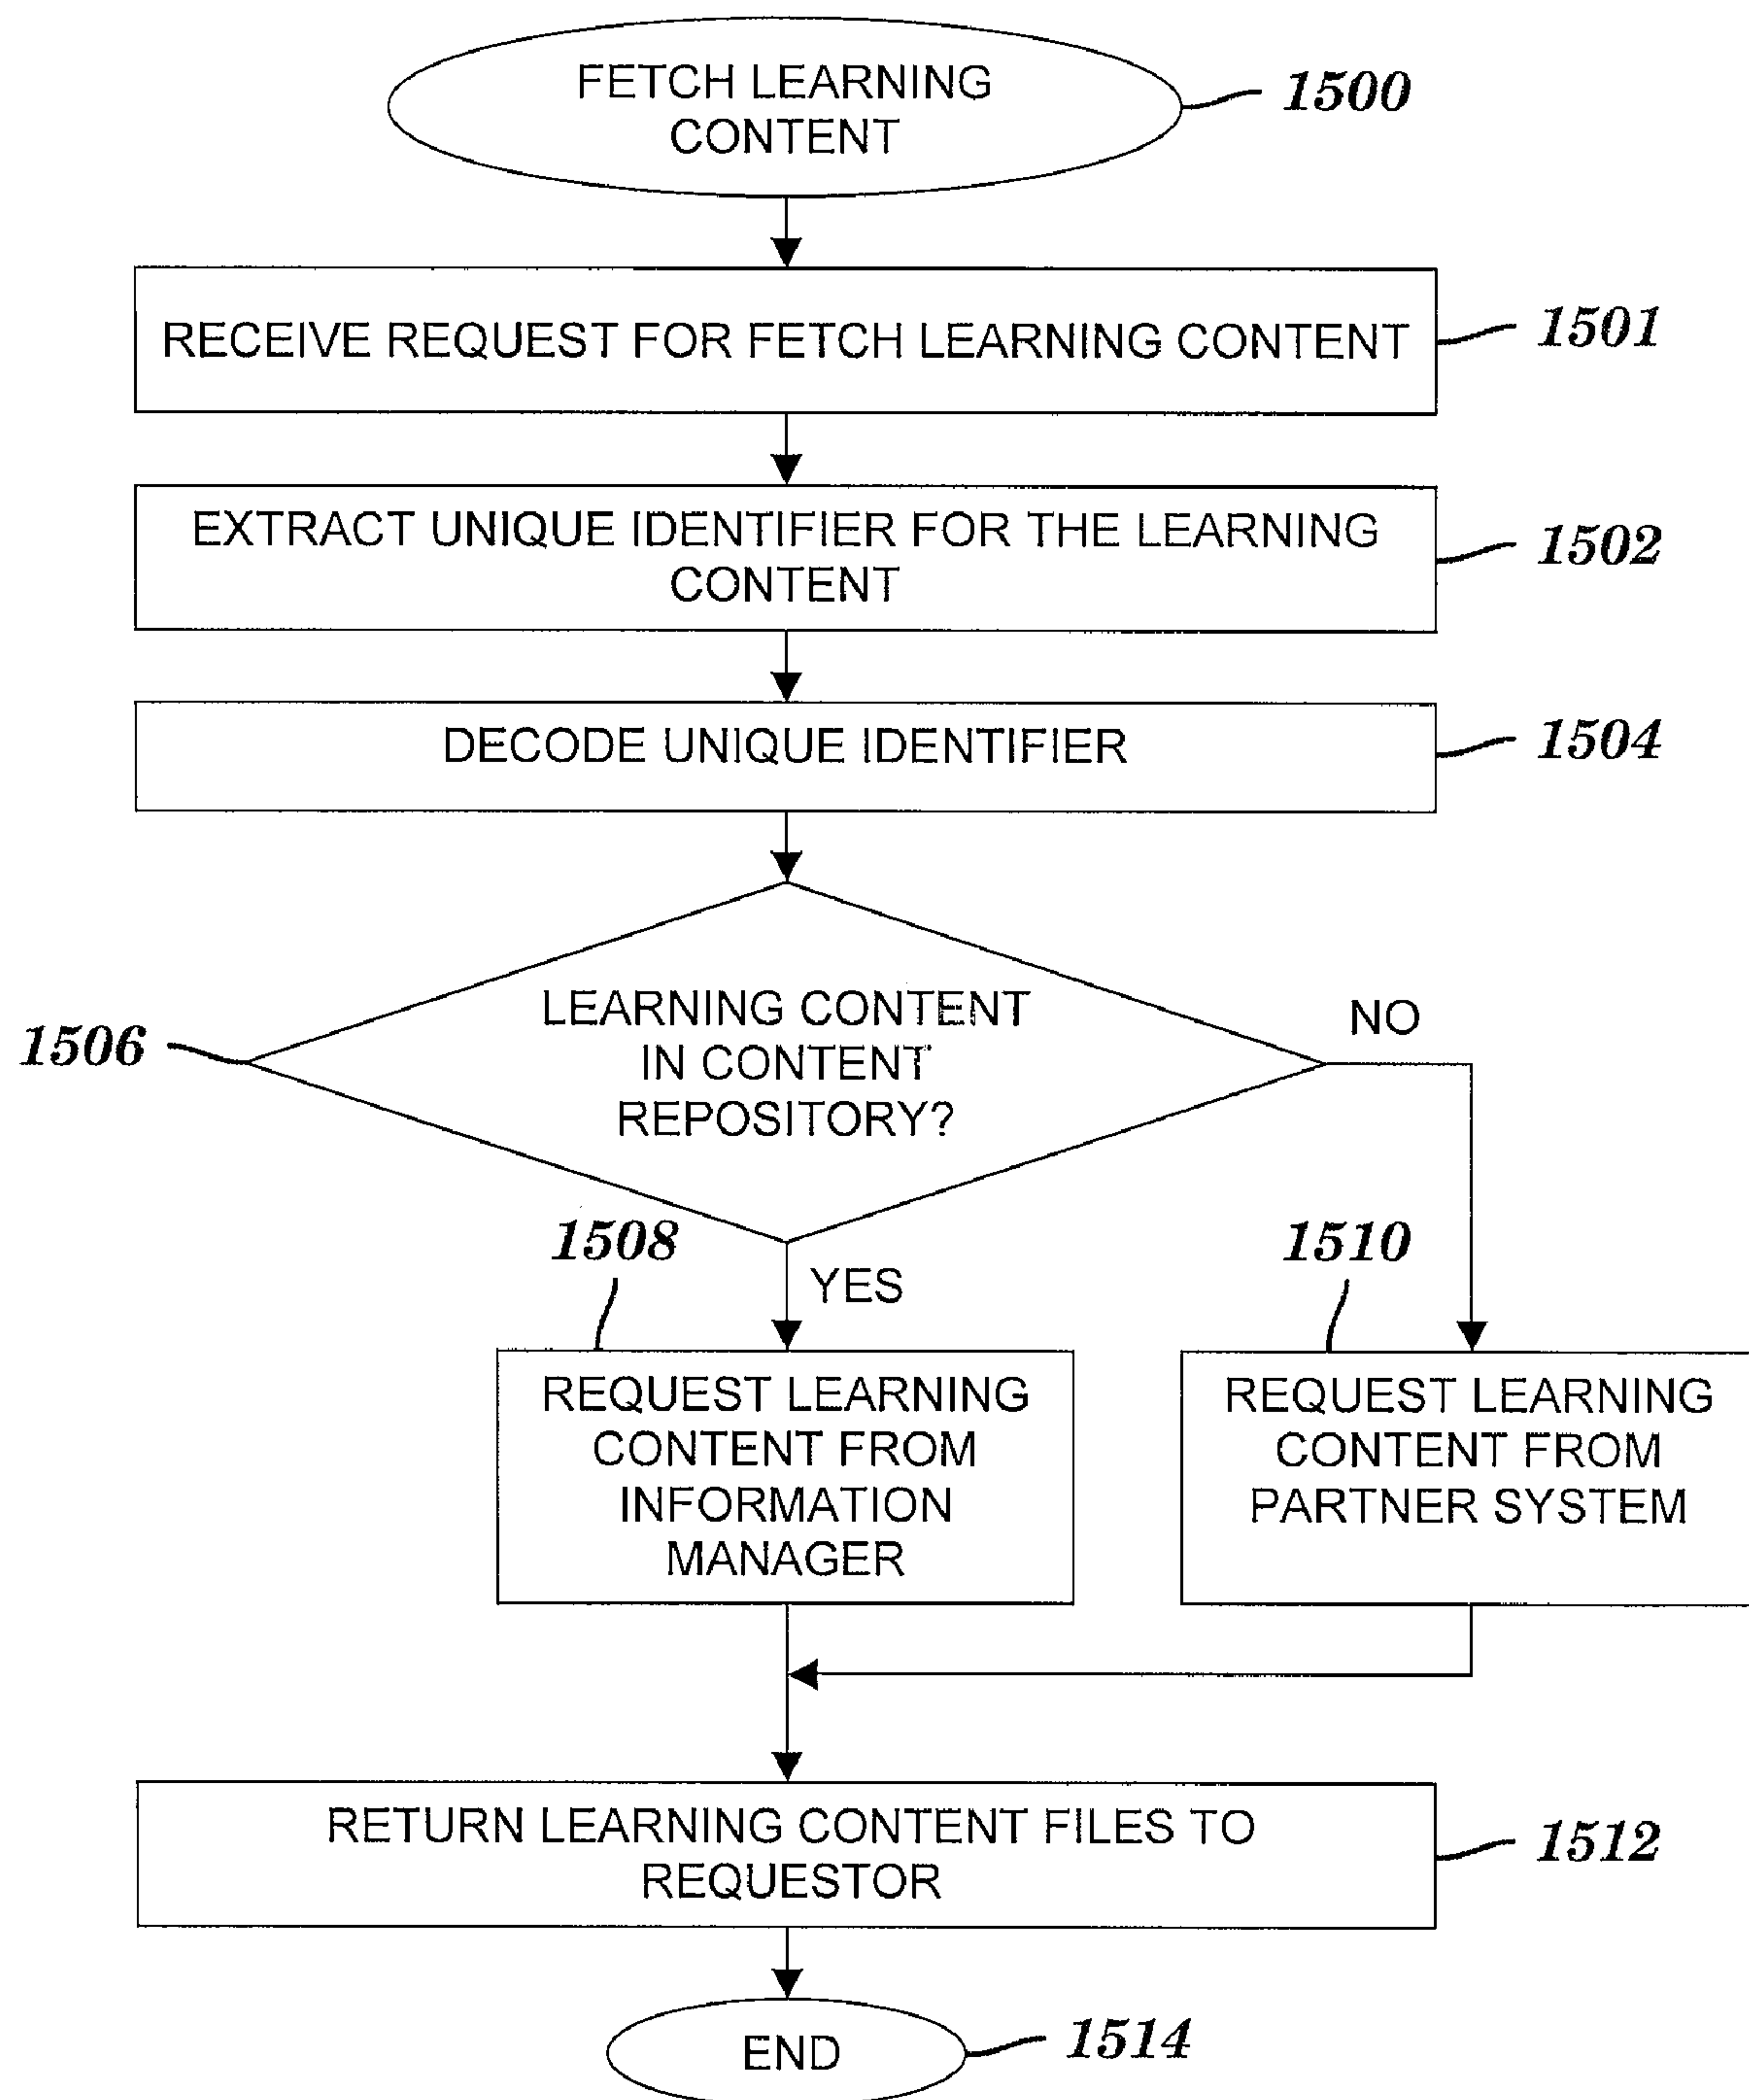 FETCH LEARNING
CONTENT
1500
RECEIVE REQUEST FOR FETCH LEARNING CONTENT
1501
EXTRACT UNIQUE IDENTIFIER FOR THE LEARNING
CONTENT
1502
DECODE UNIQUE IDENTIFIER
1504
LEARNING CONTENT
IN CONTENT
REPOSITORY?
1506
NO
YES
1508
REQUEST LEARNING
CONTENT FROM
INFORMATION
MANAGER
1510
REQUEST LEARNING
CONTENT FROM
PARTNER SYSTEM
RETURN LEARNING CONTENT FILES TO
REQUESTOR
1512
END
1514